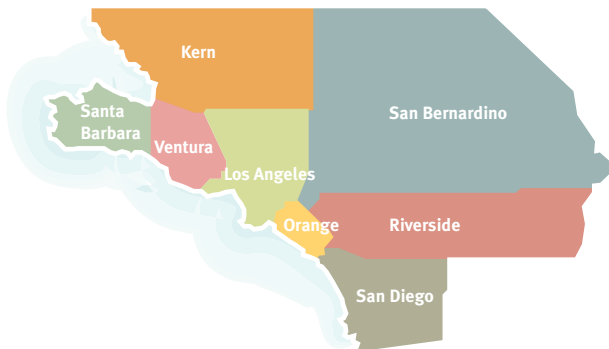 Kern
Santa
Barbara
Ventura
Los Angeles
San Bernardino
Orange
Riverside
San Diego